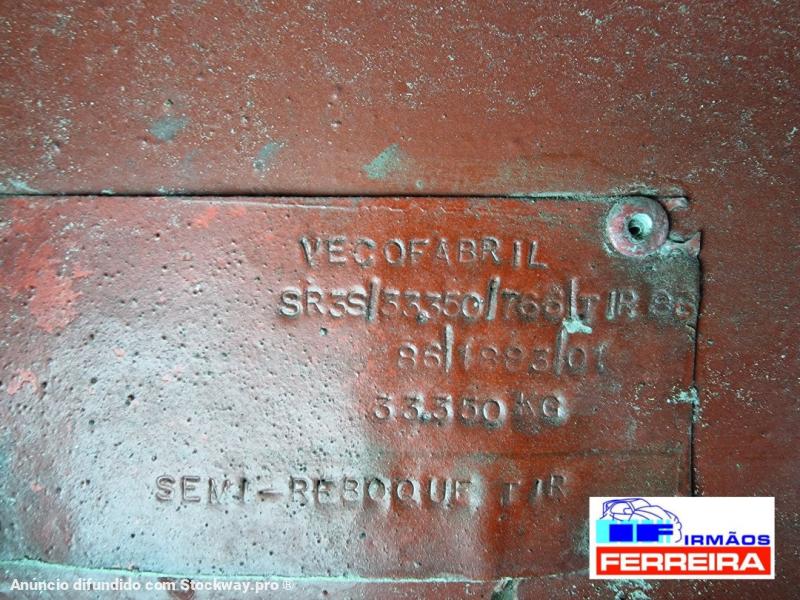 VECOFABRIL
SR3S/33350/766/TIR 86
86/1893/01
33.350 KG
SEMI-REBOQUE TIR
IRMÃOS
FERREIRA
Anúncio difundido com Stockway.pro ®